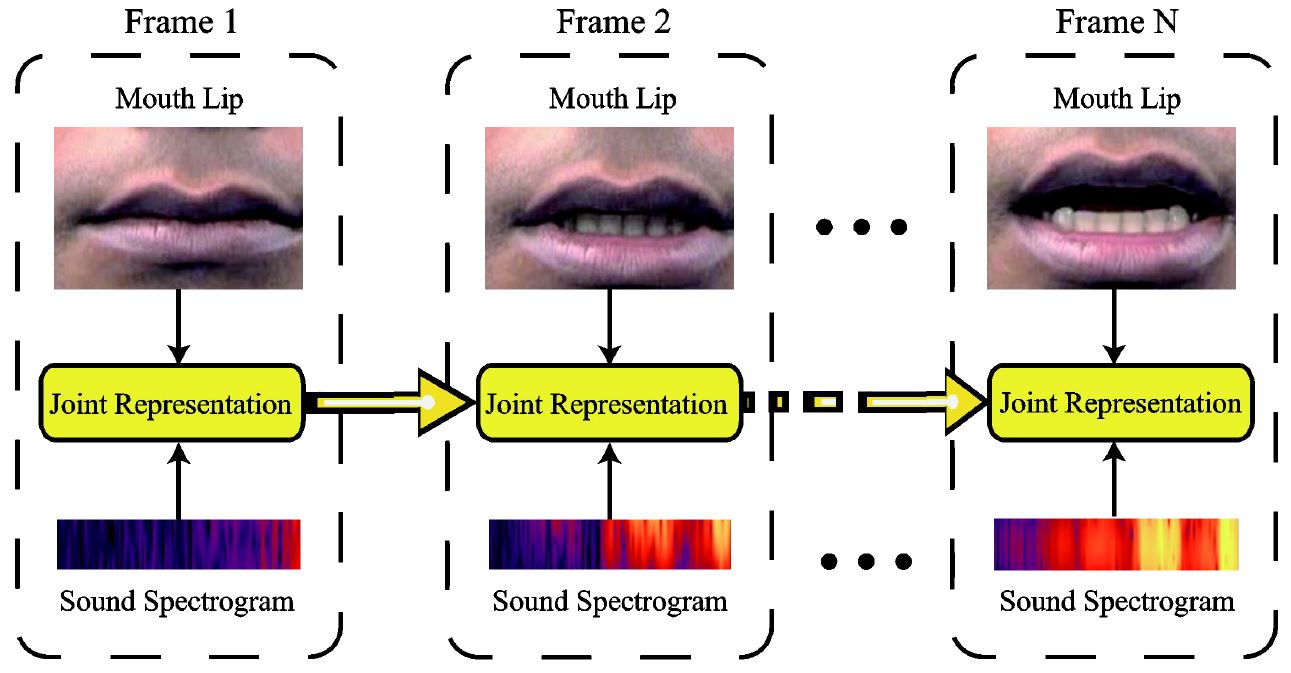 Frame 1
Frame 2
Frame N
Mouth Lip
Mouth Lip
Mouth Lip
Joint Representation
Joint Representation
Joint Representation
Sound Spectrogram
Sound Spectrogram
Sound Spectrogram